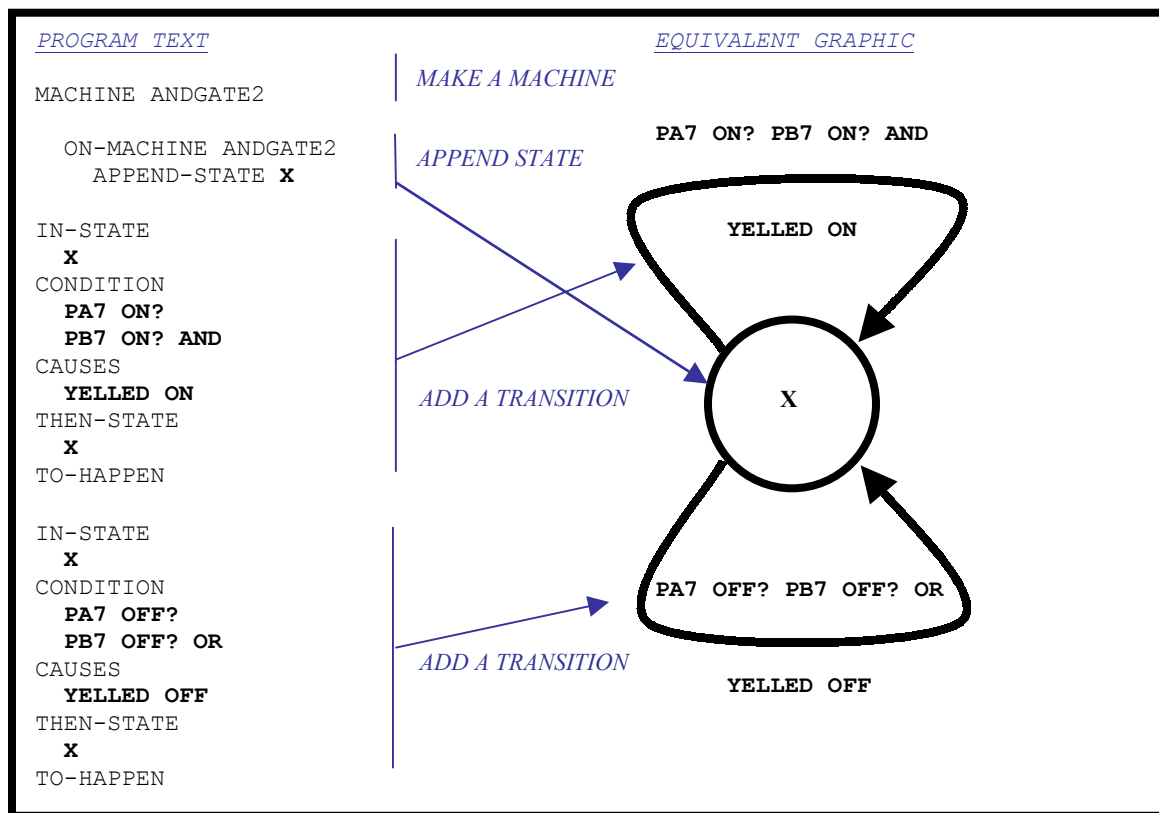 PROGRAM TEXT
MACHINE ANDGATE2
ON-MACHINE ANDGATE2
APPEND-STATE X
IN-STATE
X
CONDITION
PA7 ON?
PB7 ON? AND
CAUSES
YELLED ON
THEN-STATE
X
TO-HAPPEN
IN-STATE
X
CONDITION
PA7 OFF?
PB7 OFF? OR
CAUSES
YELLED OFF
THEN-STATE
X
TO-HAPPEN
MAKE A MACHINE
APPEND STATE
ADD A TRANSITION
ADD A TRANSITION
EQUIVALENT GRAPHIC
PA7 ON? PB7 ON? AND
YELLED ON
X
PA7 OFF? PB7 OFF? OR
YELLED OFF